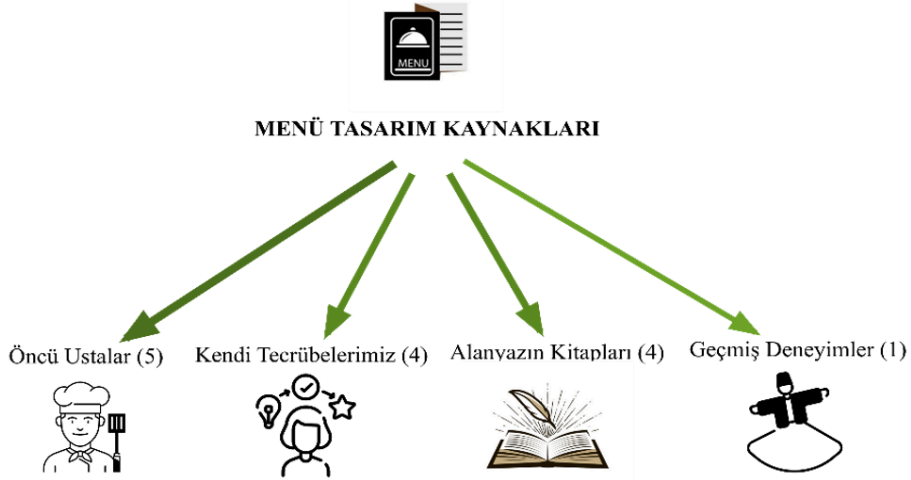 MENU
MENÜ TASARIM KAYNAKLARI
Öncü Ustalar (5)
Kendi Tecrübelerimiz (4)
Alanyazın Kitapları (4)
Geçmiş Deneyimler (1)